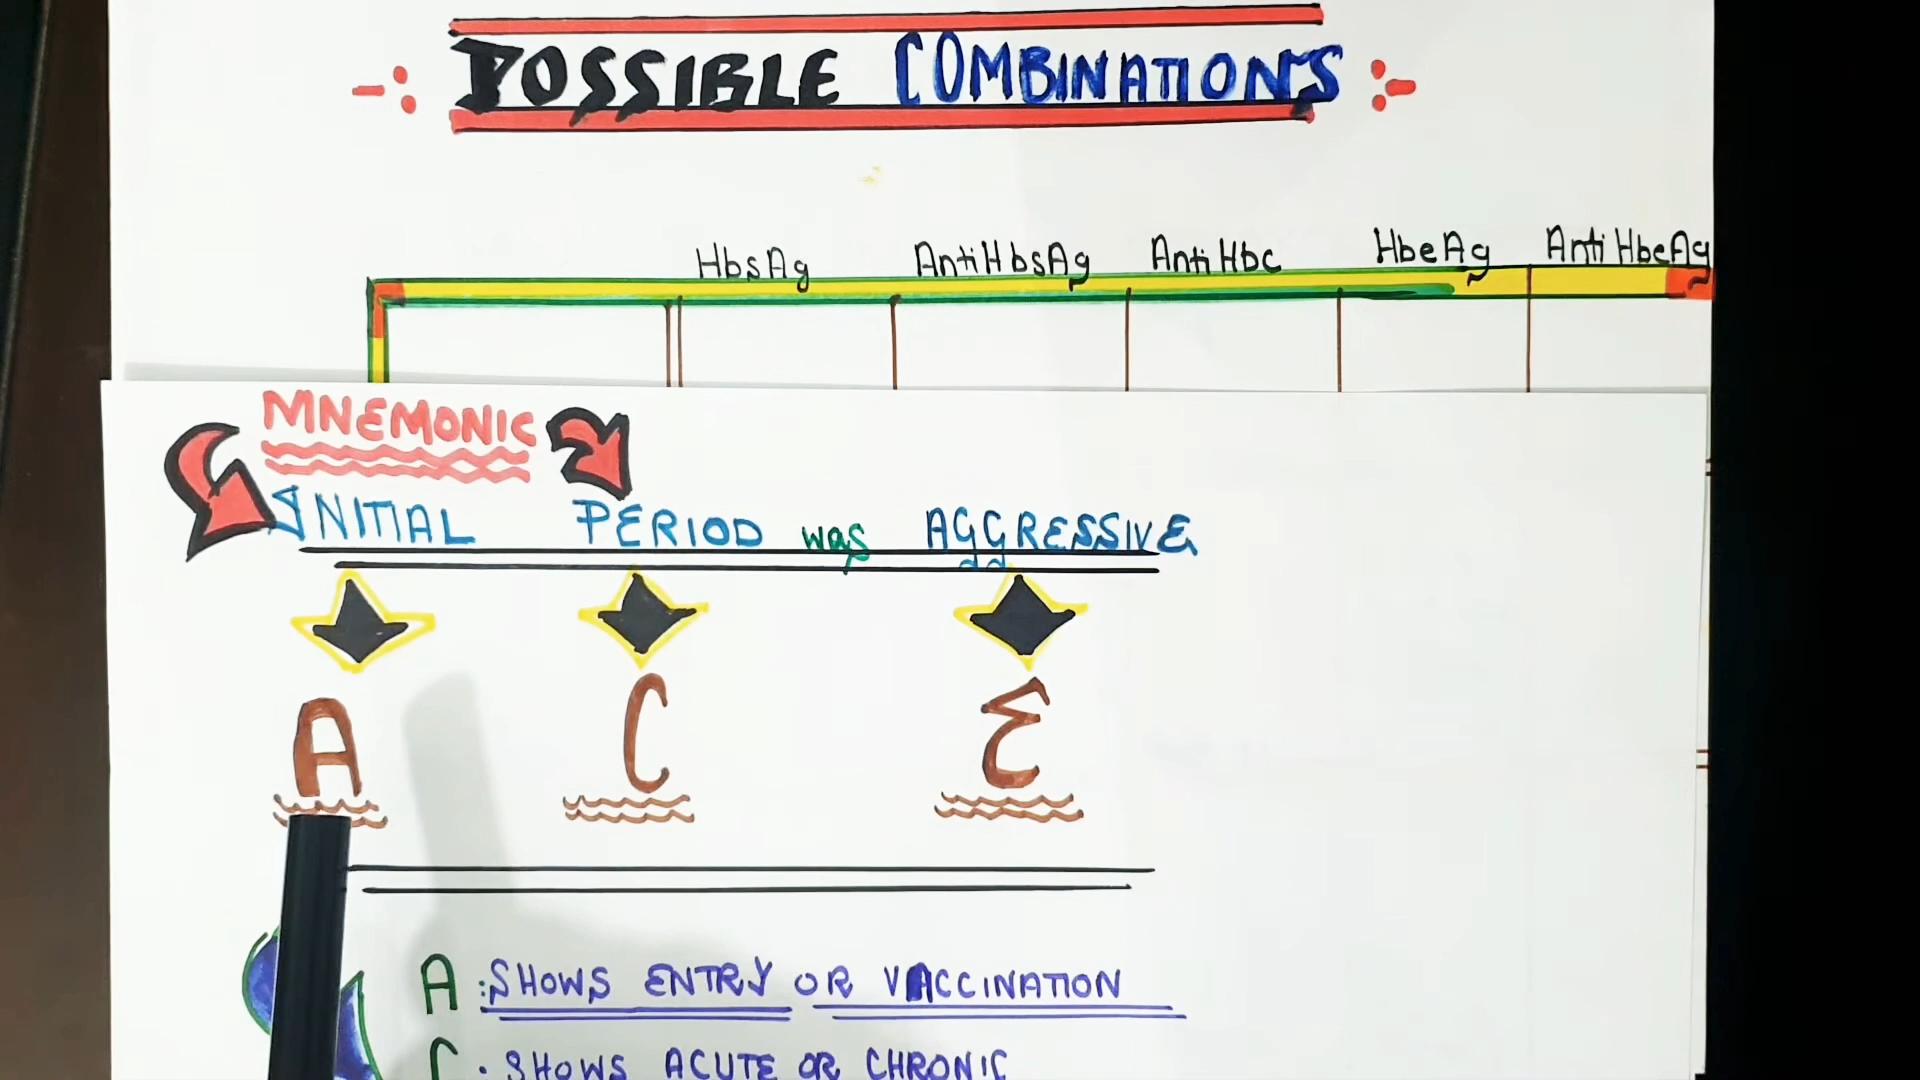 -: POSSIBLE COMBINATIONS :-
HbsAg AntiHbsAg AntiHbc HbeAg AntiHbeAg
MNEMONIC
INITIAL PERIOD was AGGRESSIVE
A C E
A : SHOWS ENTRY OR VACCINATION
C : SHOWS ACUTE OR CHRONIC